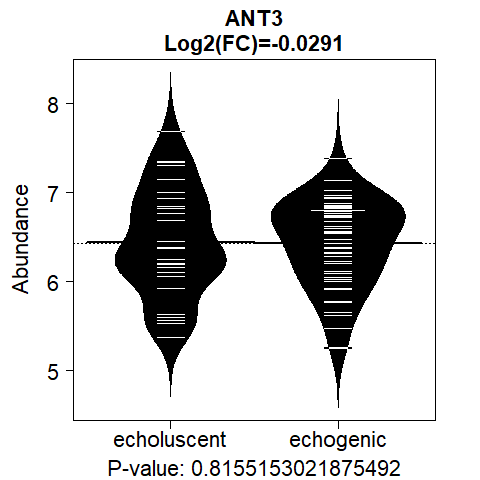 ANT3
Log2(FC)=-0.0291
Abundance
8
7
6
5
echoluscent echogenic
P-value: 0.8155153021875492